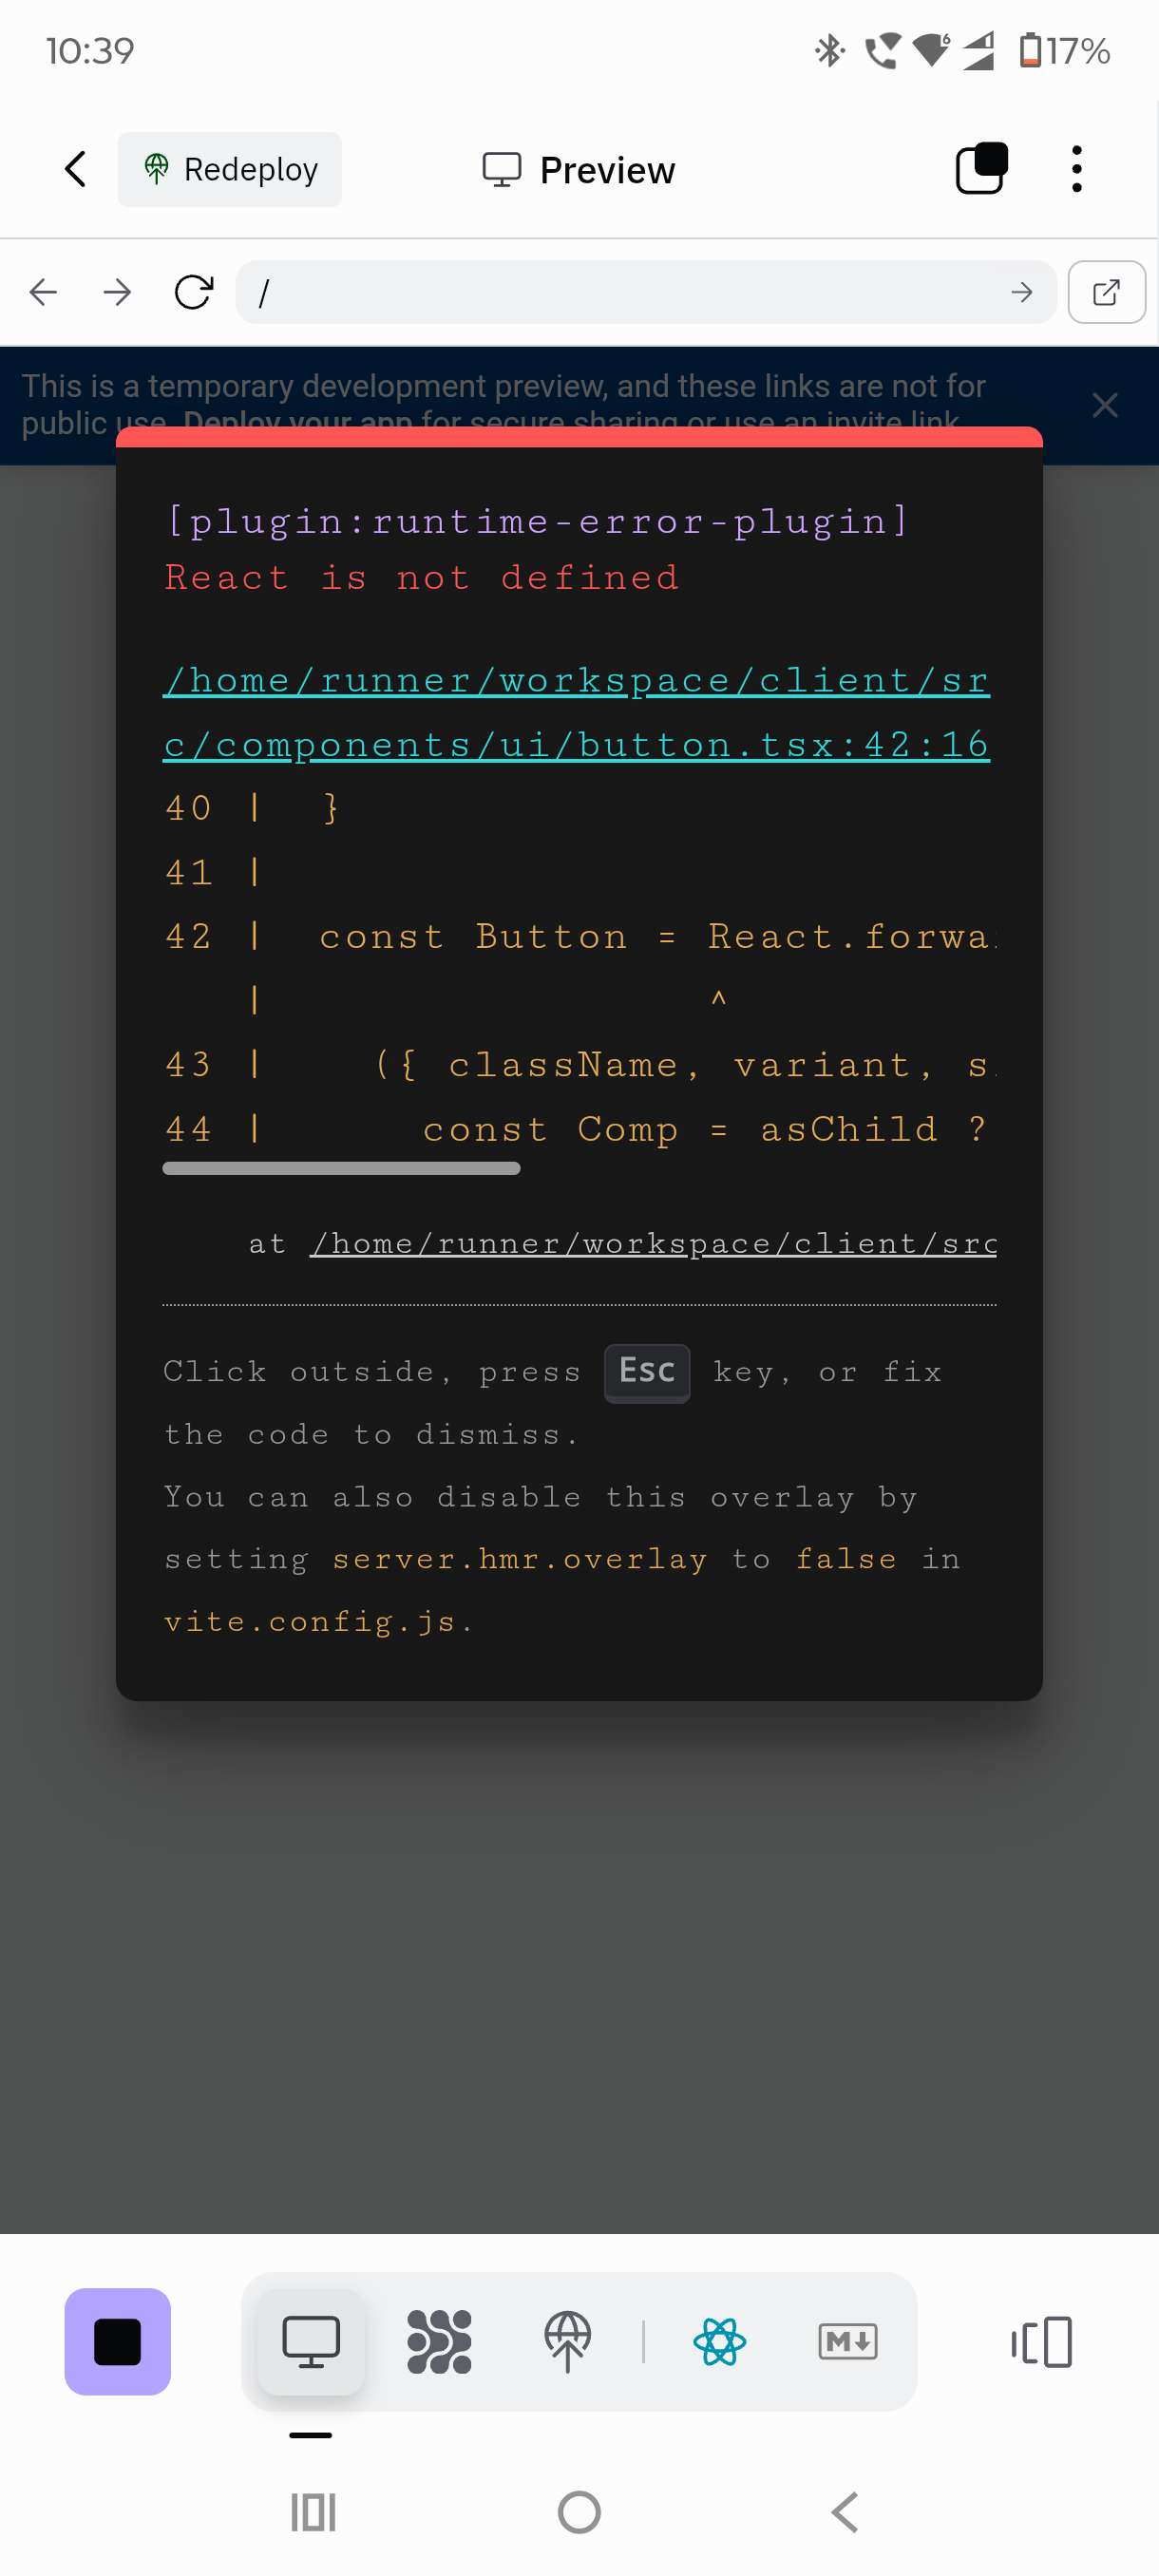 10:39
6
17%
Redeploy
Preview
/
This is a temporary development preview, and these links are not for
public use. Deploy your app for secure sharing or use an invite link
[plugin:runtime-error-plugin]
React is not defined
/home/runner/workspace/client/sr
c/components/ui/button.tsx:42:16
40 | }
41 |
42 | const Button = React.forwa
| ^
43 | ({ className, variant, s
44 | const Comp = asChild ?
at /home/runner/workspace/client/src
Click outside, press Esc key, or fix
the code to dismiss.
You can also disable this overlay by
setting server.hmr.overlay to false in
vite.config.js.
M